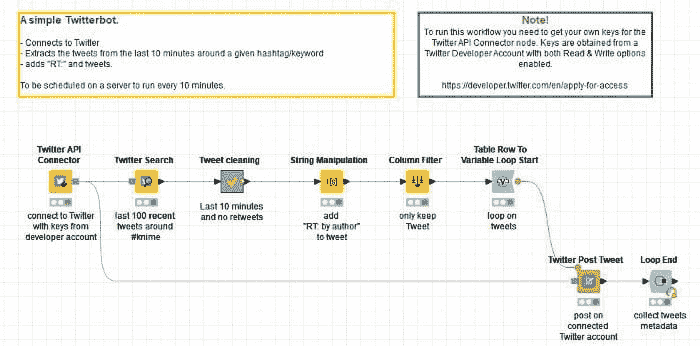 A simple Twitterbot.
- Connects to Twitter
- Extracts the tweets from the last 10 minutes around a given hashtag/keyword
- adds "RT:" and tweets.
To be scheduled on a server to run every 10 minutes.
Note!
To run this workflow you need to get your own keys for the
Twitter API Connector node. Keys are obtained from a
Twitter Developer Account with both Read & Write options
enabled.
https://developer.twitter.com/en/apply-for-access
Twitter API
Connector
connect to Twitter
with keys from
developer account
Twitter Search
last 100 recent
tweets around
#knime
Tweet cleaning
Last 10 minutes
and no retweets
String Manipulation
add
"RT: by author"
to tweet
Column Filter
only keep
Tweet
Table Row To
Variable Loop Start
loop on
tweets
Twitter Post Tweet
post on
connected
Twitter account
Loop End
collect tweets
metadata